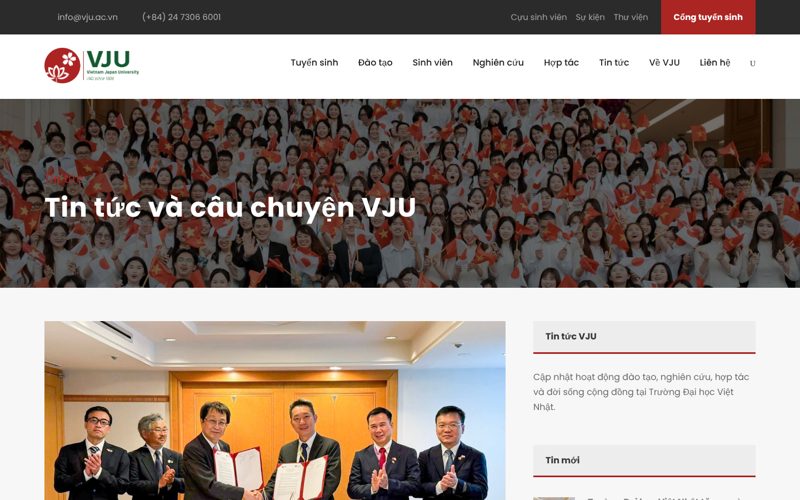 info@vju.ac.vn (+84) 24 7306 6001 Cựu sinh viên Sự kiện Thư viện Cổng tuyển sinh
VJU
Vietnam Japan University
Tuyển sinh Đào tạo Sinh viên Nghiên cứu Hợp tác Tin tức Về VJU Liên hệ U
Tin tức và câu chuyện VJU
Tin tức VJU
Cập nhật hoạt động đào tạo, nghiên cứu, hợp tác
và đời sống cộng đồng tại Trường Đại học Việt
Nhật.
Tin mới